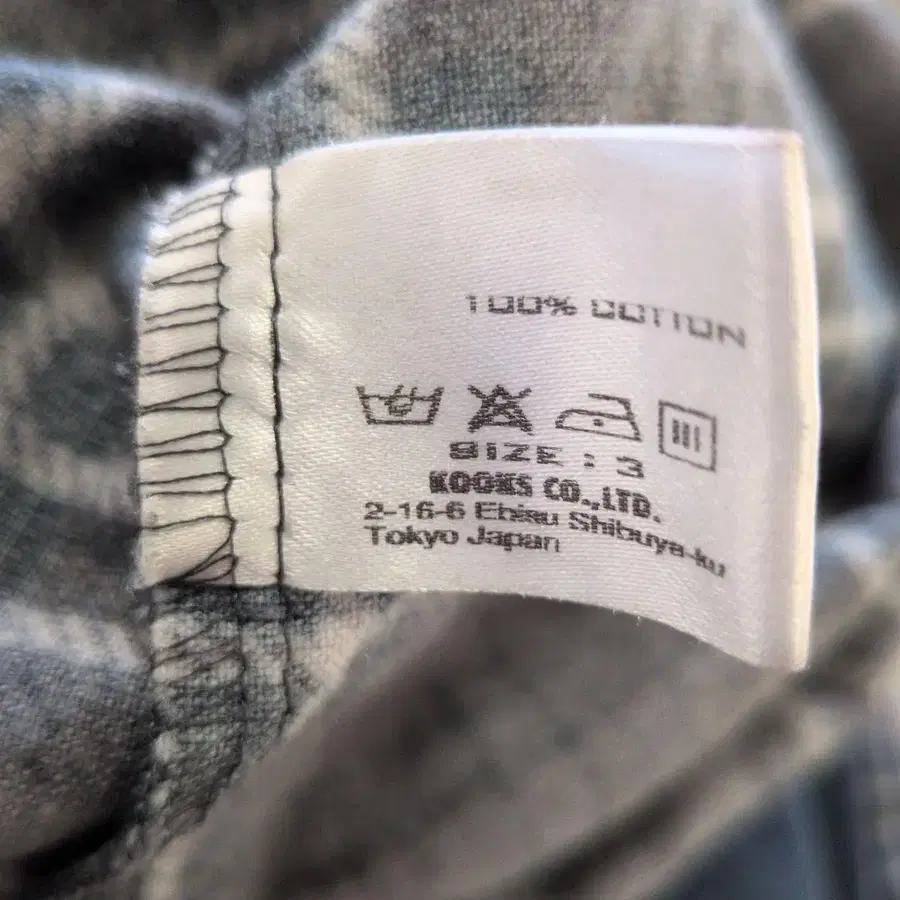 100% COTTON
SIZE : 3
KOOKS CO.,LTD.
2-16-6 Ebisu Shibuya-ku
Tokyo Japan